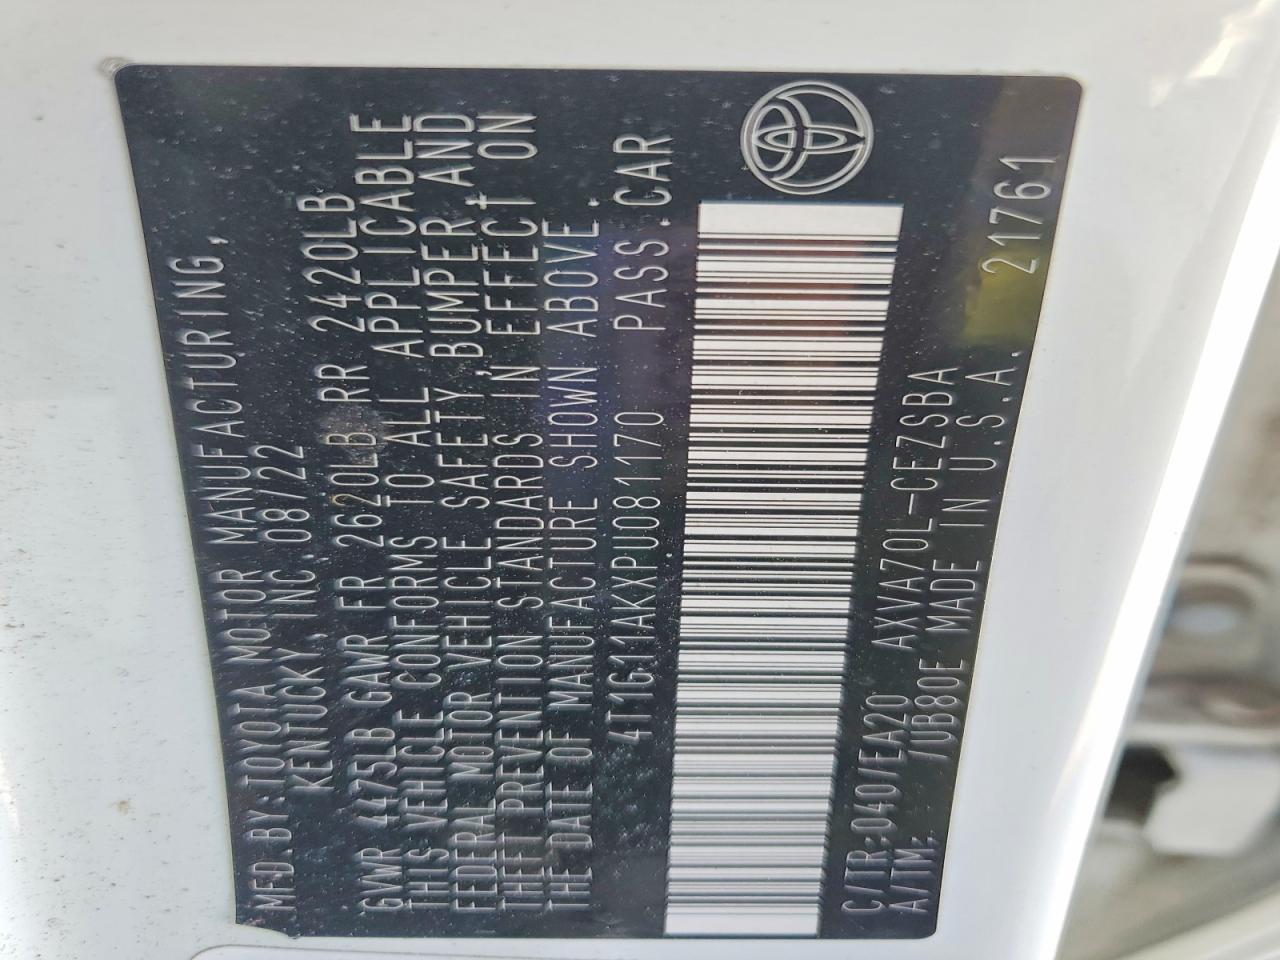 MFD.BY:TOYOTA MOTOR MANUFACTURING,
KENTUCKY, INC. 08/22
GVWR 4475LB GAWR FR 2620LB RR 2420LB
THIS VEHICLE CONFORMS TO ALL APPLICABLE
FEDERAL MOTOR VEHICLE SAFETY,BUMPER,AND
THEFT PREVENTION STANDARDS IN EFFECT ON
THE DATE OF MANUFACTURE SHOWN ABOVE.
4T1G11AKXPU081170 PASS.CAR
C/TR:040/EA20 AXVA70L-CEZSBA
A/TM: /UB80E MADE IN U.S.A. 21761